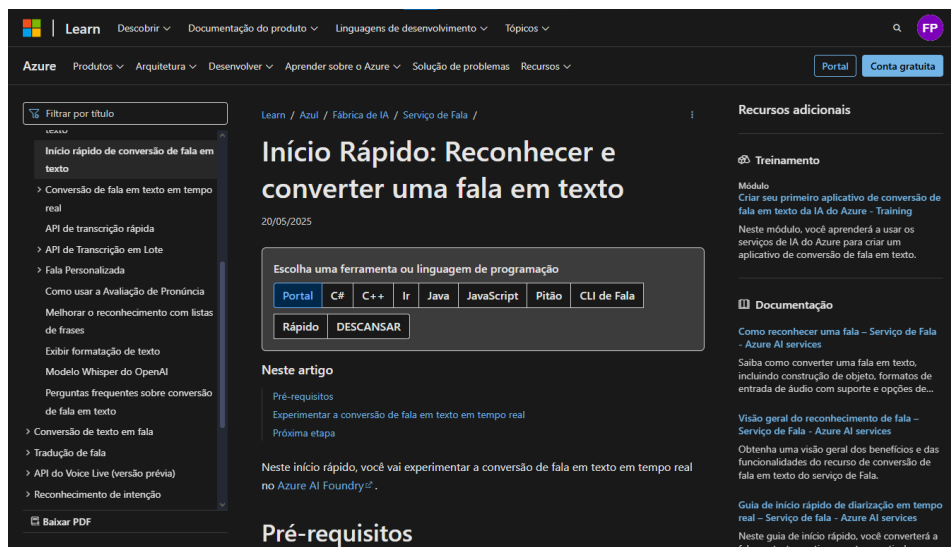 Learn Descobrir Documentação do produto Linguagens de desenvolvimento Tópicos FP
Azure Produtos Arquitetura Desenvolver Aprender sobre o Azure Solução de problemas Recursos Portal Conta gratuita
Filtrar por título
texto
Início rápido de conversão de fala em
texto
Conversão de fala em texto em tempo
real
API de transcrição rápida
API de Transcrição em Lote
Fala Personalizada
Como usar a Avaliação de Pronúncia
Melhorar o reconhecimento com listas
de frases
Exibir formatação de texto
Modelo Whisper do OpenAI
Perguntas frequentes sobre conversão
de fala em texto
Conversão de texto em fala
Tradução de fala
API do Voice Live (versão prévia)
Reconhecimento de intenção
Baixar PDF
Learn / Azul / Fábrica de IA / Serviço de Fala /
Início Rápido: Reconhecer e
converter uma fala em texto
20/05/2025
Escolha uma ferramenta ou linguagem de programação
Portal C# C++ Ir Java JavaScript Pitão CLI de Fala
Rápido DESCANSAR
Neste artigo
Pré-requisitos
Experimentar a conversão de fala em texto em tempo real
Próxima etapa
Neste início rápido, você vai experimentar a conversão de fala em texto em tempo real
no Azure AI Foundry.
Pré-requisitos
Recursos adicionais
Treinamento
Módulo
Criar seu primeiro aplicativo de conversão de
fala em texto da IA do Azure - Training
Neste módulo, você aprenderá a usar os
serviços de IA do Azure para criar um
aplicativo de conversão de fala em texto.
Documentação
Como reconhecer uma fala – Serviço de Fala
- Azure AI services
Saiba como converter uma fala em texto,
incluindo construção de objeto, formatos de
entrada de áudio com suporte e opções de...
Visão geral do reconhecimento de fala –
Serviço de Fala - Azure AI services
Obtenha uma visão geral dos benefícios e das
funcionalidades do recurso de conversão de
fala em texto do serviço de Fala.
Guia de início rápido de diarização em tempo
real – Serviço de fala - Azure AI services
Neste guia de início rápido, você converterá a